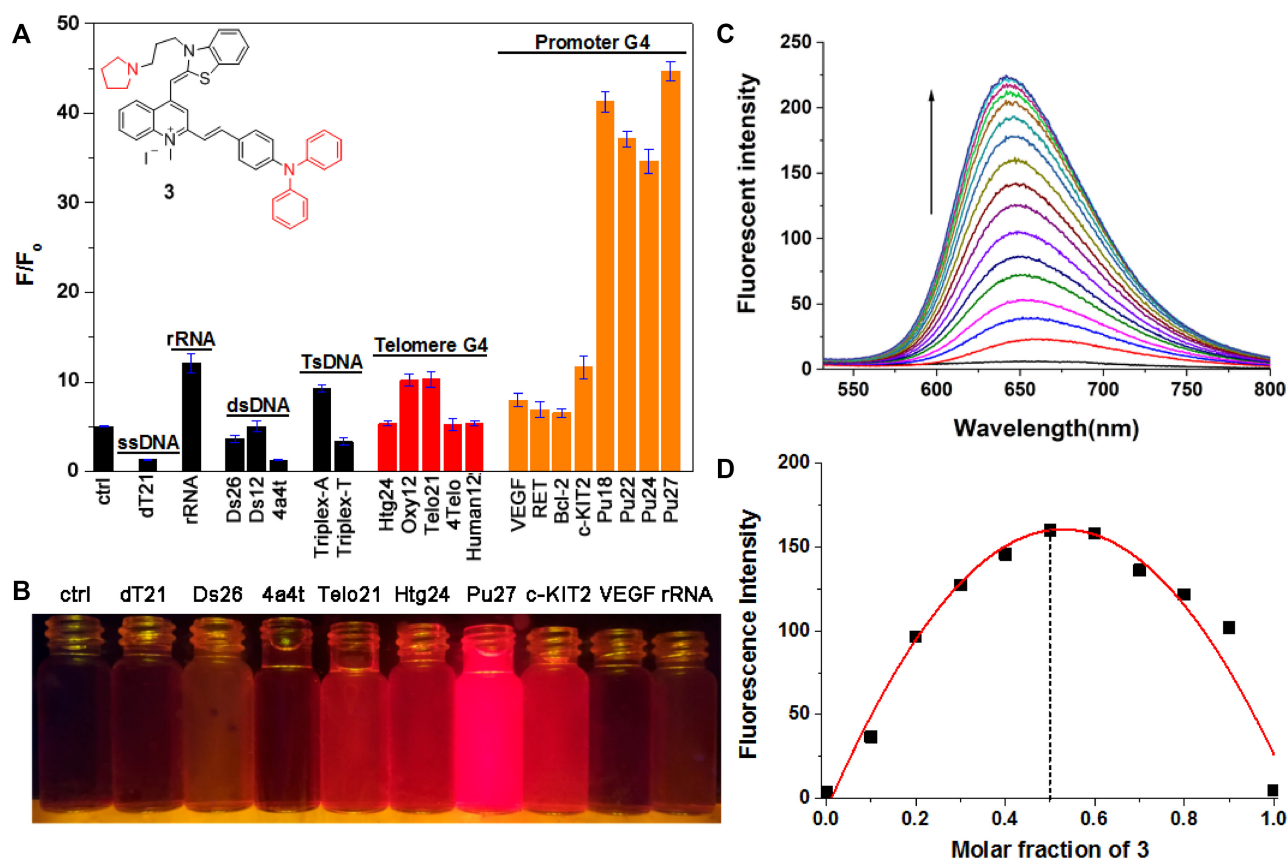 A
50
40
30
20
10
0
F/F₀
N
N
S
N⁺
I⁻
N
3
ssDNA
rRNA
dsDNA
TsDNA
Telomere G4
Promoter G4
ctrl
dT21
rRNA
Ds26
Ds12
4a4t
Triplex-A
Triplex-T
Htg24
Oxy12
Telo21
4Telo
Human12
VEGF
RET
Bcl-2
c-KIT2
Pu18
Pu22
Pu24
Pu27
B
ctrl dT21 Ds26 4a4t Telo21 Htg24 Pu27 c-KIT2 VEGF rRNA
C
250
200
150
100
50
0
Fluorescent intensity
550 600 650 700 750 800
Wavelength(nm)
D
200
150
100
50
0
Fluorescence Intensity
0.0 0.2 0.4 0.6 0.8 1.0
Molar fraction of 3